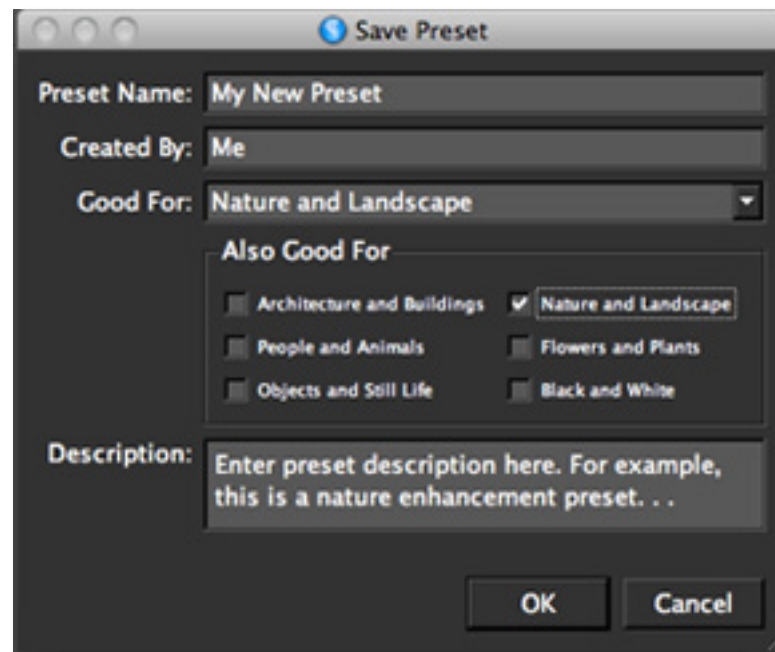 Save Preset
Preset Name: My New Preset
Created By: Me
Good For: Nature and Landscape
Also Good For
Architecture and Buildings Nature and Landscape
People and Animals Flowers and Plants
Objects and Still Life Black and White
Description: Enter preset description here. For example,
this is a nature enhancement preset. . .
OK Cancel